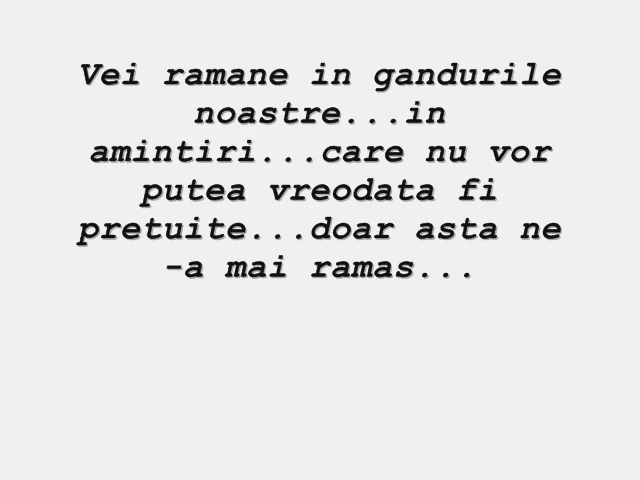 Vei ramane in gandurile
noastre...in
amintiri...care nu vor
putea vreodata fi
pretuite...doar asta ne
-a mai ramas...